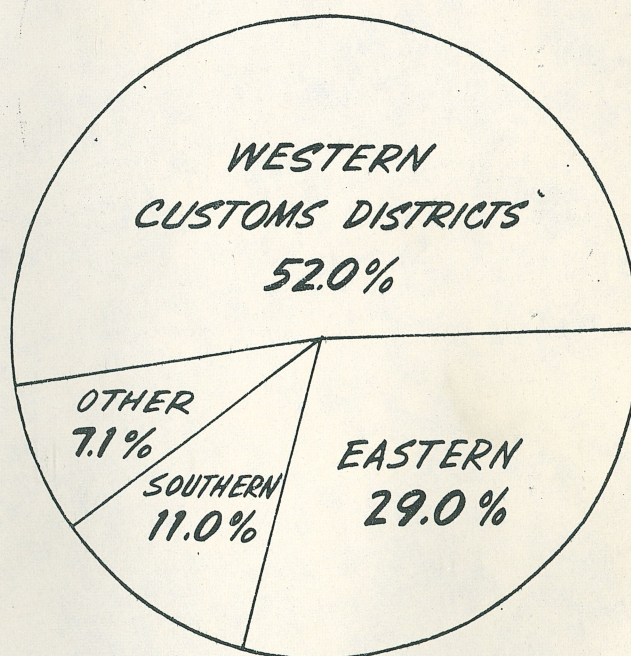 WESTERN
CUSTOMS DISTRICTS
52.0%
OTHER
7.1%
SOUTHERN
11.0%
EASTERN
29.0%